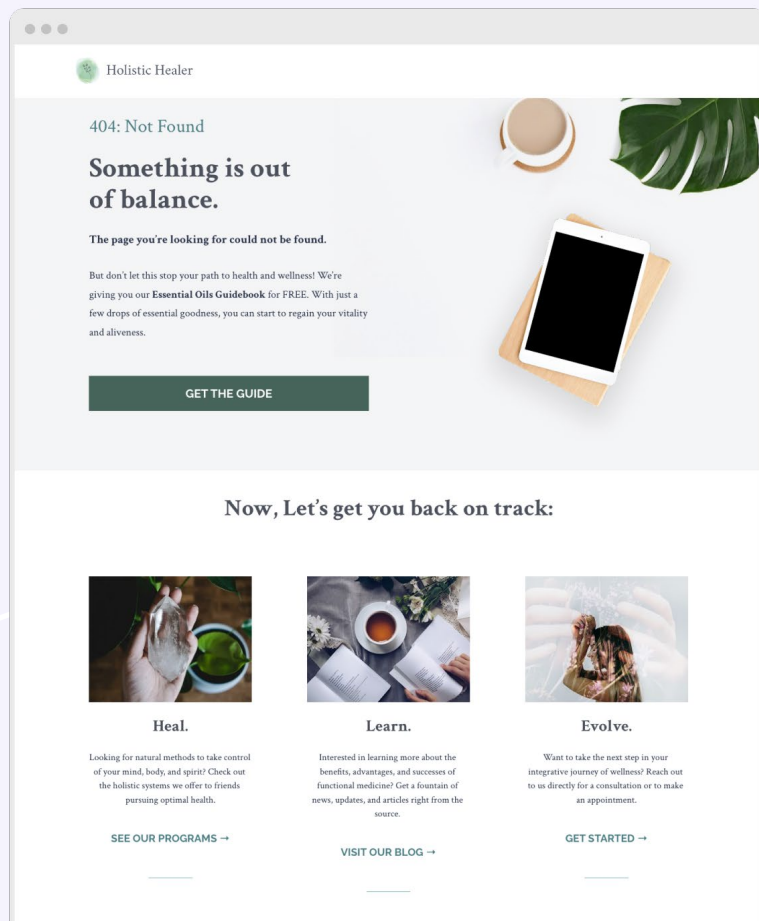 Holistic Healer
404: Not Found
Something is out
of balance.
The page you're looking for could not be found.
But don't let this stop your path to health and wellness! We're
giving you our Essential Oils Guidebook for FREE. With just a
few drops of essential goodness, you can start to regain your vitality
and aliveness.
GET THE GUIDE
Now, Let's get you back on track:
Heal.
Looking for natural methods to take control
of your mind, body, and spirit? Check out
the holistic systems we offer to friends
pursuing optimal health.
SEE OUR PROGRAMS →
Learn.
Interested in learning more about the
benefits, advantages, and successes of
functional medicine? Get a fountain of
news, updates, and articles right from the
source.
VISIT OUR BLOG →
Evolve.
Want to take the next step in your
integrative journey of wellness? Reach out
to us directly for a consultation or to make
an appointment.
GET STARTED →